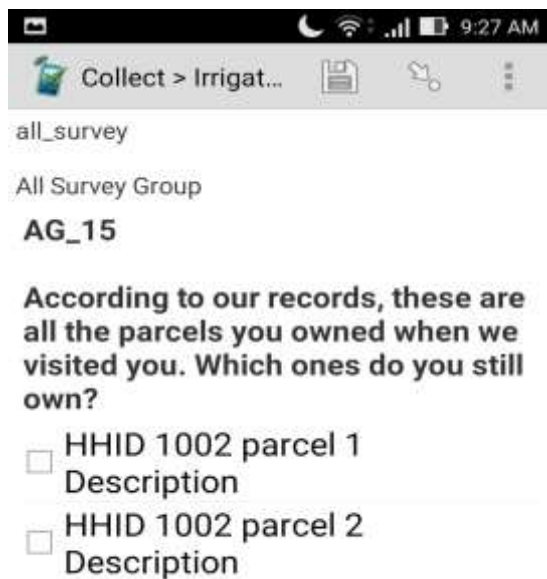 9:27 AM
Collect > Irrigat...
all_survey
All Survey Group
AG_15
According to our records, these are
all the parcels you owned when we
visited you. Which ones do you still
own?
HHID 1002 parcel 1
Description
HHID 1002 parcel 2
Description